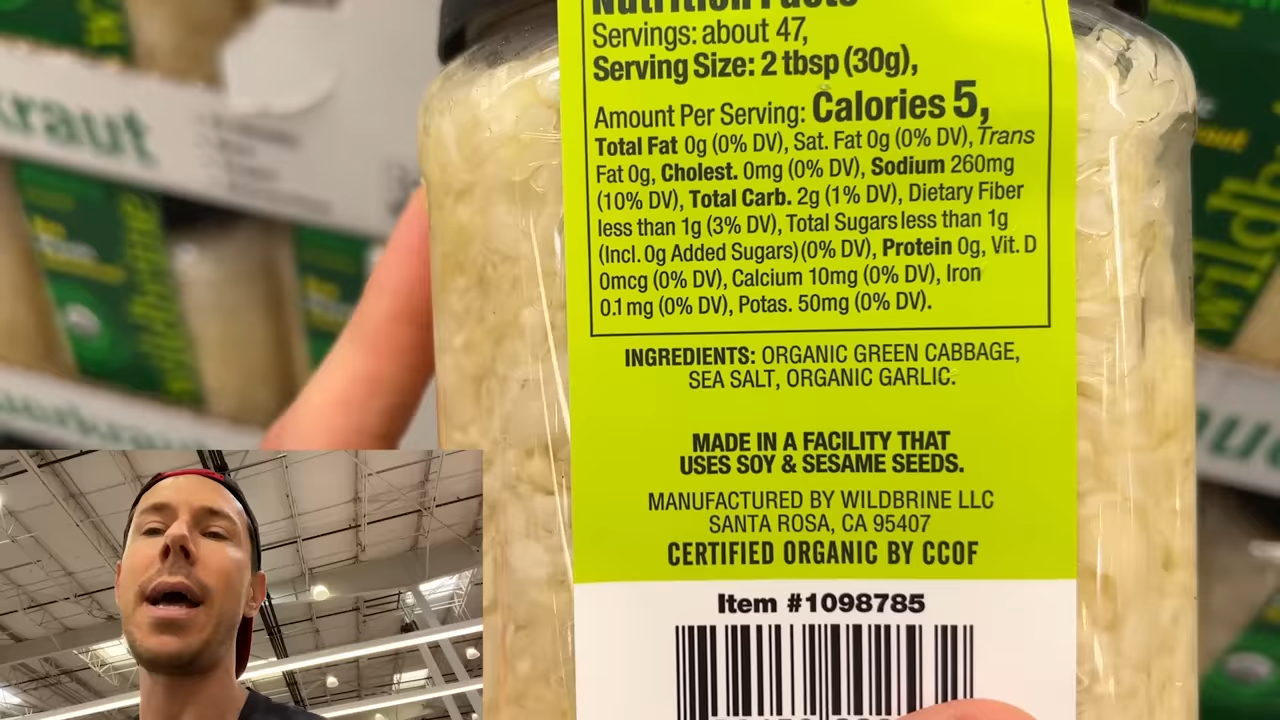 Nutrition Facts
Servings: about 47,
Serving Size: 2 tbsp (30g),
Amount Per Serving: Calories 5,
Total Fat 0g (0% DV), Sat. Fat 0g (0% DV), Trans
Fat 0g, Cholest. 0mg (0% DV), Sodium 260mg
(10% DV), Total Carb. 2g (1% DV), Dietary Fiber
less than 1g (3% DV), Total Sugars less than 1g
(Incl. 0g Added Sugars) (0% DV), Protein 0g, Vit. D
0mcg (0% DV), Calcium 10mg (0% DV), Iron
0.1 mg (0% DV), Potas. 50mg (0% DV).
INGREDIENTS: ORGANIC GREEN CABBAGE,
SEA SALT, ORGANIC GARLIC.
MADE IN A FACILITY THAT
USES SOY & SESAME SEEDS.
MANUFACTURED BY WILDBRINE LLC
SANTA ROSA, CA 95407
CERTIFIED ORGANIC BY CCOF
Item #1098785
kraut